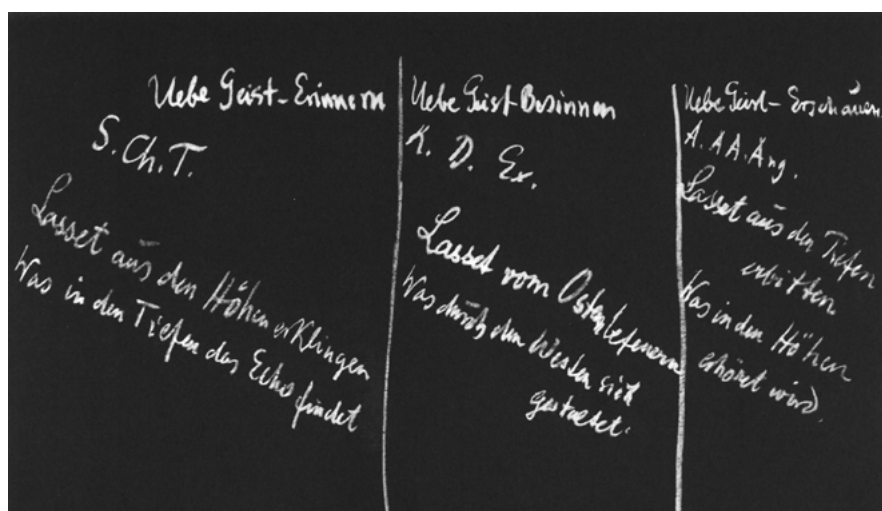 Uebe Geist-Erinnern
S. Ch. T.
Lasset aus den Höhen erklingen
Was in den Tiefen das Echo findet
Uebe Geist-Besinnen
K. D. Ex.
Lasset vom Osten befeuern
Was durch den Westen sich
gestaltet.
Uebe Geist-Erschauen
A. AA. Ang.
Lasset aus den Tiefen
erbitten
Was in den Höhen
erhöret wird.